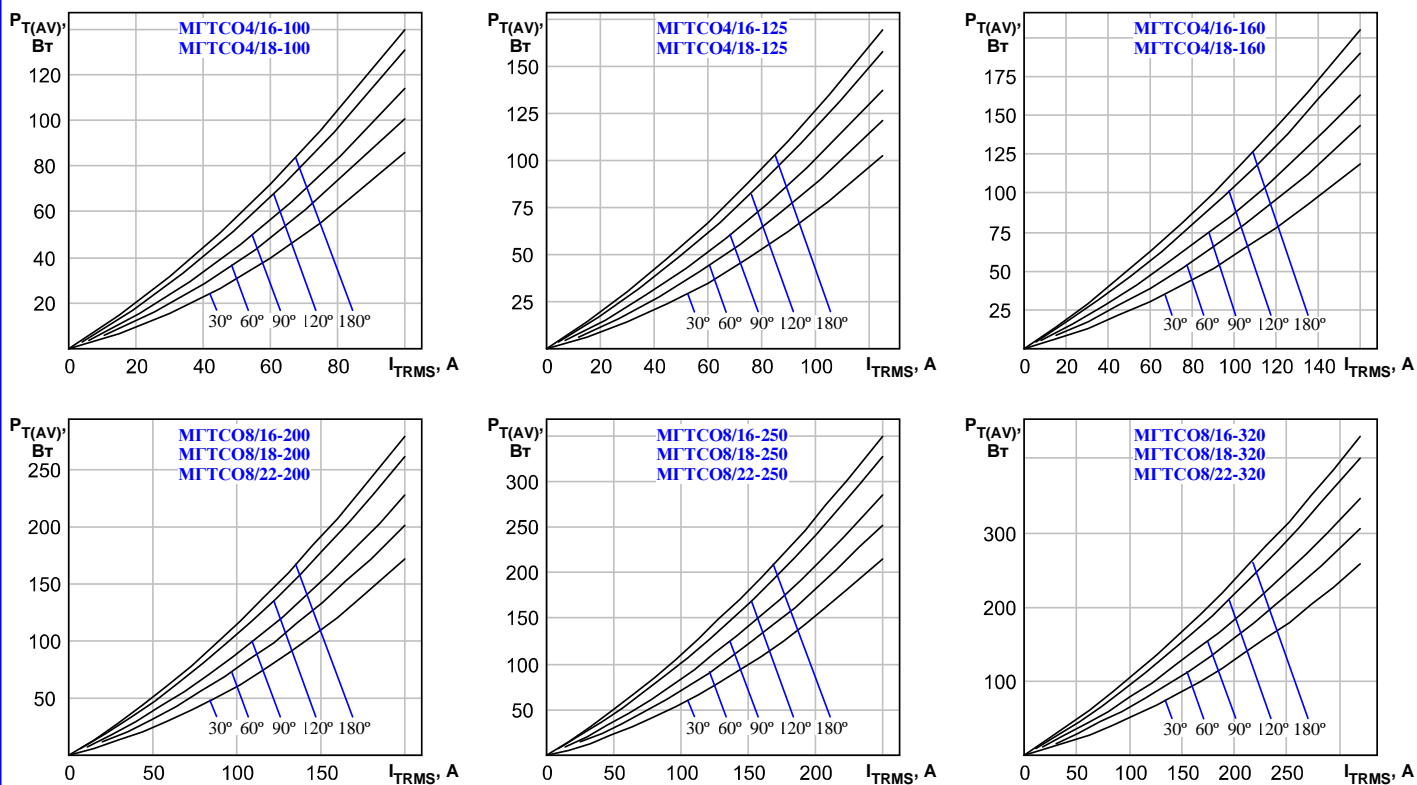 P_T(AV), Вт
МГТСО4/16-100
МГТСО4/18-100
120
100
80
60
40
20
30º 60º 90º 120º 180º
0 20 40 60 80 I_TRMS, A
P_T(AV), Вт
МГТСО4/16-125
МГТСО4/18-125
150
125
100
75
50
25
30º 60º 90º 120º 180º
0 20 40 60 80 100 I_TRMS, A
P_T(AV), Вт
МГТСО4/16-160
МГТСО4/18-160
175
150
125
100
75
50
25
30º 60º 90º 120º 180º
0 20 40 60 80 100 120 140 I_TRMS, A
P_T(AV), Вт
МГТСО8/16-200
МГТСО8/18-200
МГТСО8/22-200
250
200
150
100
50
30º 60º 90º 120º 180º
0 50 100 150 I_TRMS, A
P_T(AV), Вт
МГТСО8/16-250
МГТСО8/18-250
МГТСО8/22-250
300
250
200
150
100
50
30º 60º 90º 120º 180º
0 50 100 150 200 I_TRMS, A
P_T(AV), Вт
МГТСО8/16-320
МГТСО8/18-320
МГТСО8/22-320
300
200
100
30º 60º 90º 120º 180º
0 50 100 150 200 250 I_TRMS, A